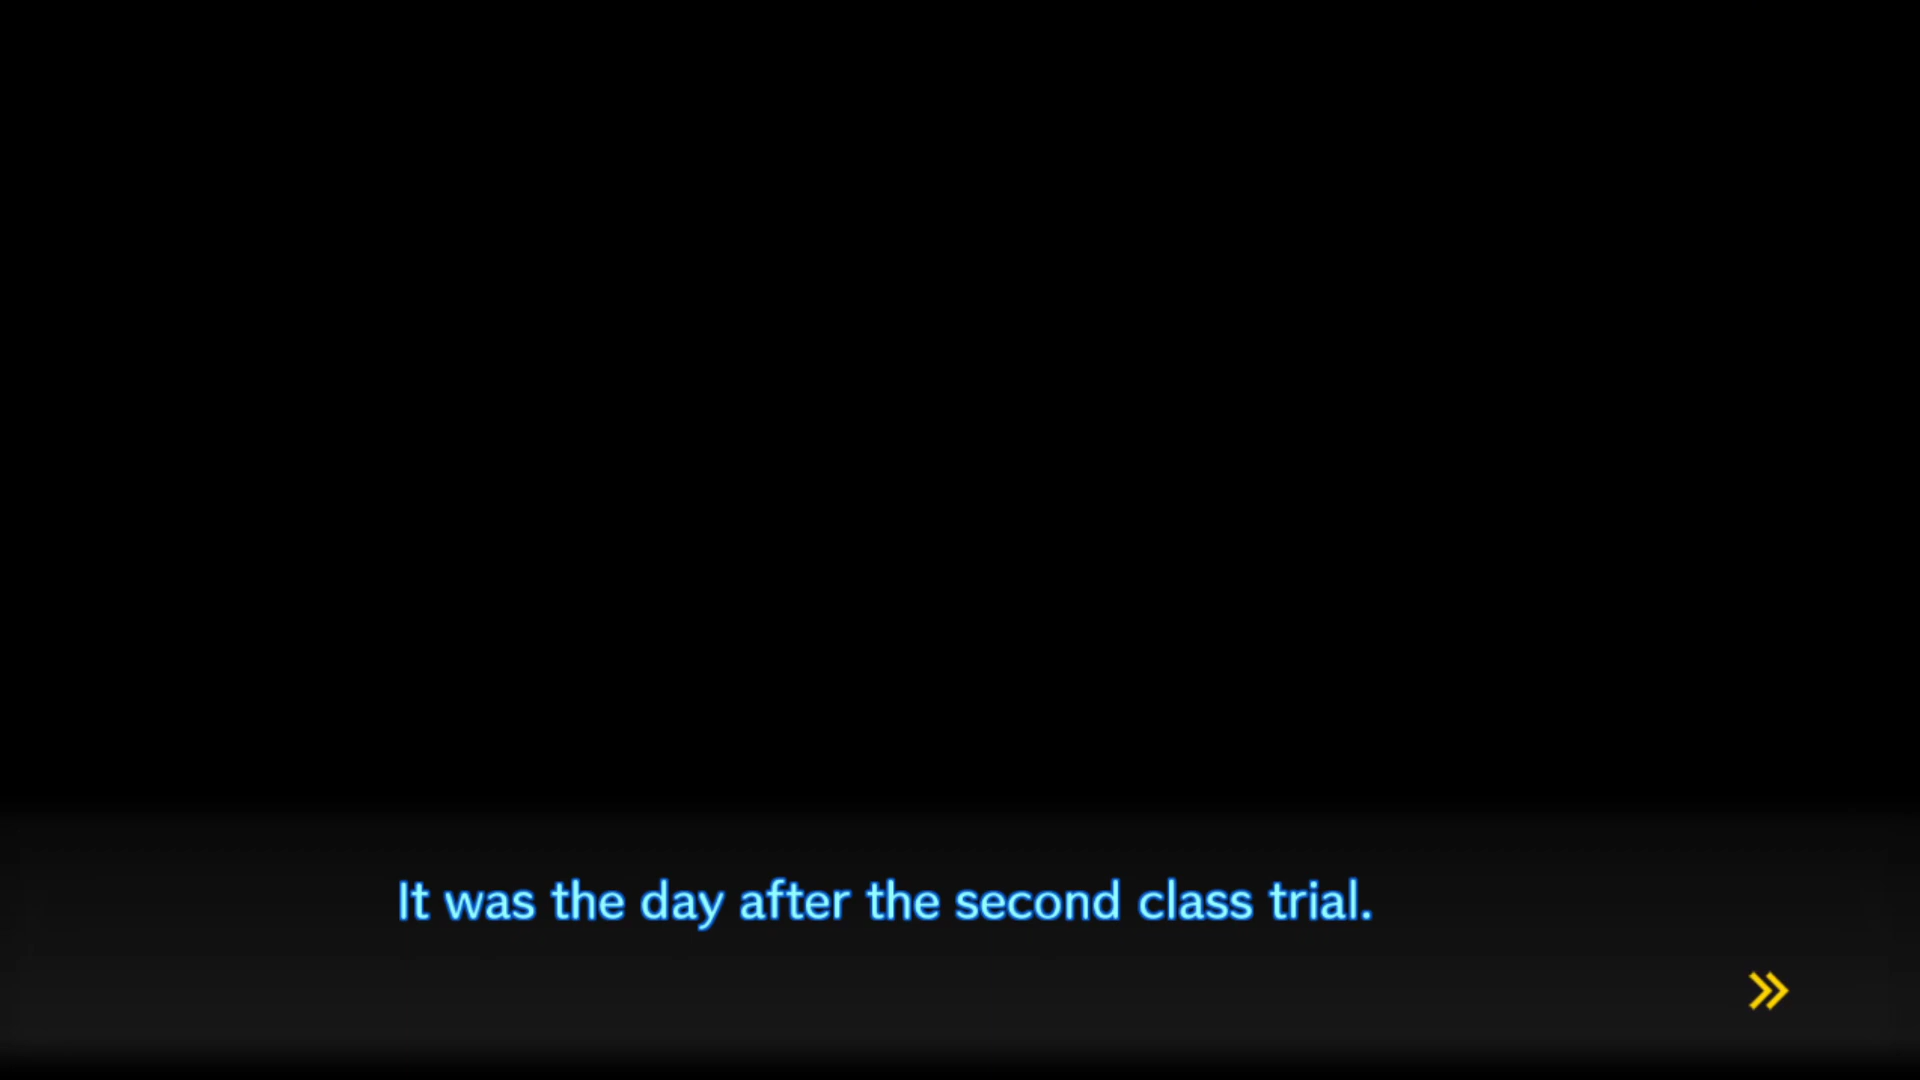 It was the day after the second class trial.